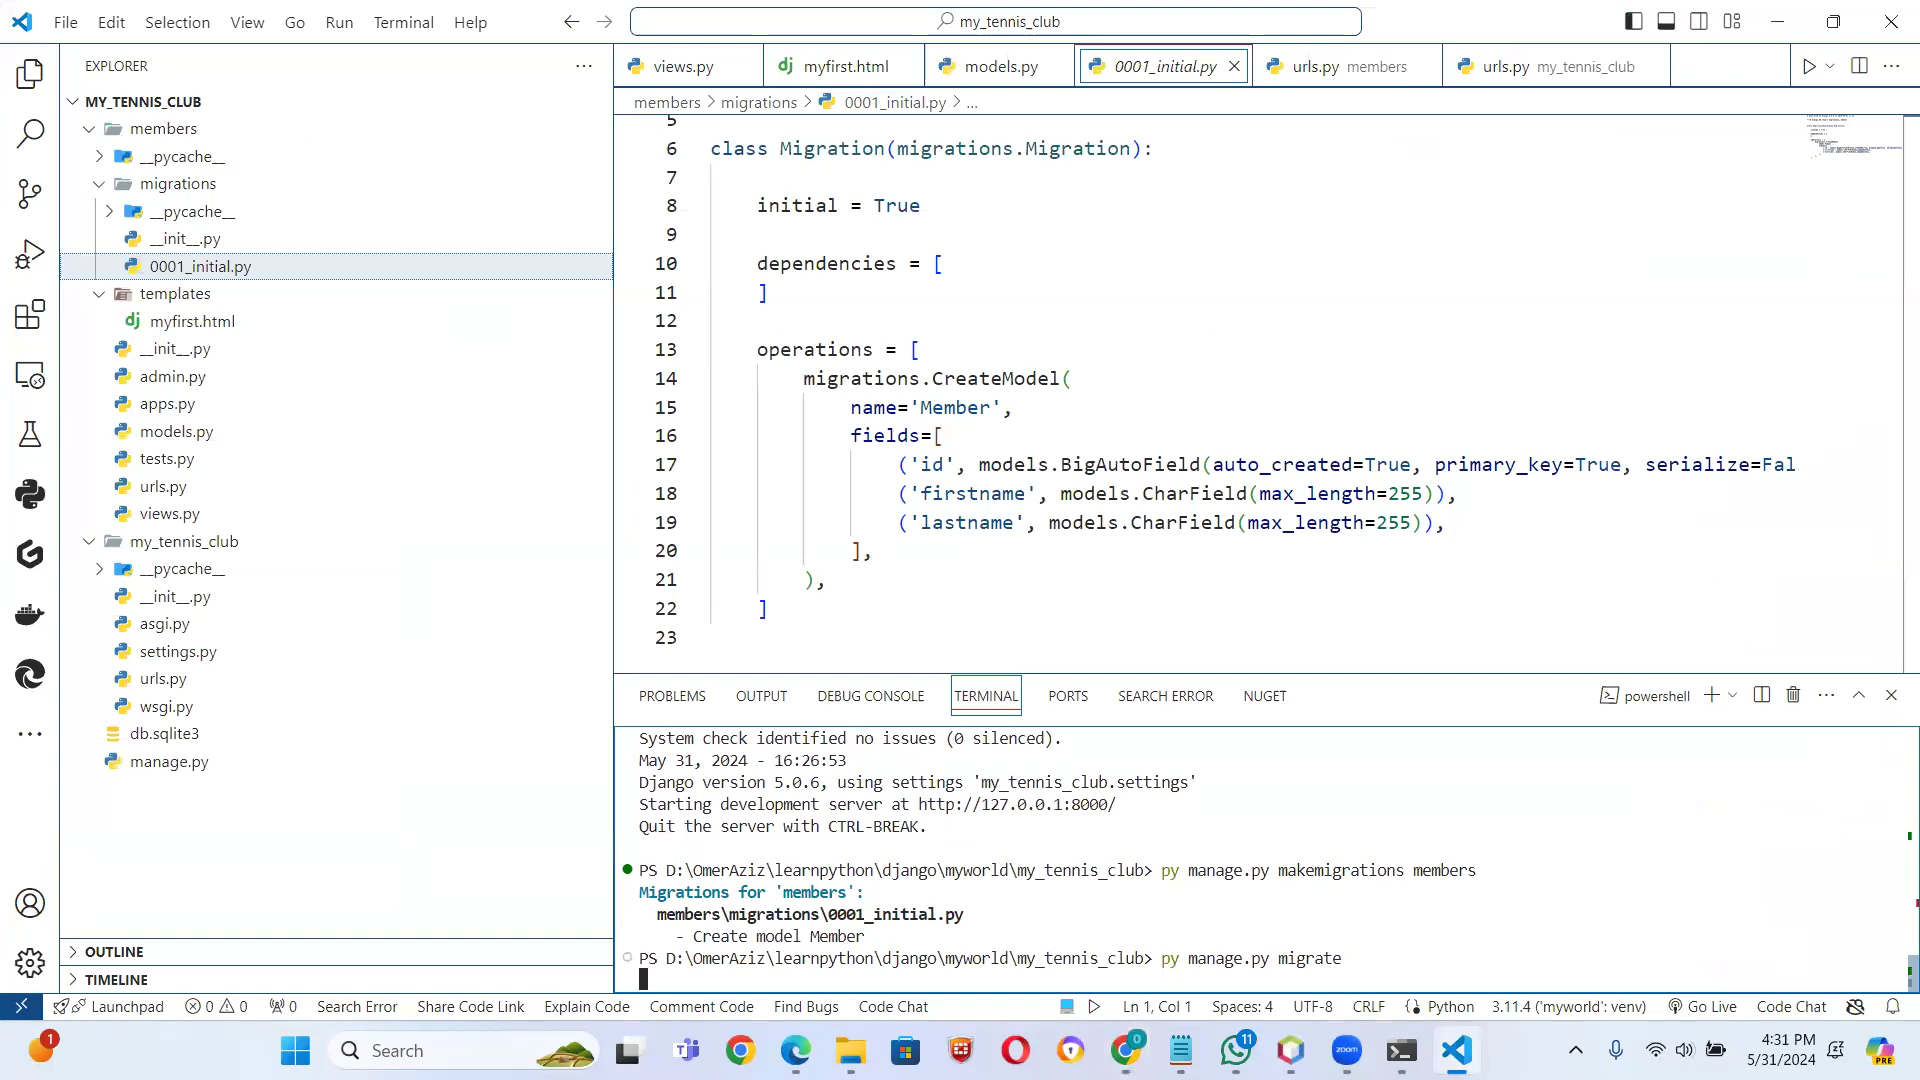 File Edit Selection View Go Run Terminal Help
my_tennis_club
EXPLORER
MY_TENNIS_CLUB
members
__pycache__
migrations
__pycache__
__init__.py
0001_initial.py
templates
myfirst.html
__init__.py
admin.py
apps.py
models.py
tests.py
urls.py
views.py
my_tennis_club
__pycache__
__init__.py
asgi.py
settings.py
urls.py
wsgi.py
db.sqlite3
manage.py
OUTLINE
TIMELINE
views.py myfirst.html models.py 0001_initial.py urls.py members urls.py my_tennis_club
members > migrations > 0001_initial.py > ...
5
6 class Migration(migrations.Migration):
7
8 initial = True
9
10 dependencies = [
11 ]
12
13 operations = [
14 migrations.CreateModel(
15 name='Member',
16 fields=[
17 ('id', models.BigAutoField(auto_created=True, primary_key=True, serialize=Fal
18 ('firstname', models.CharField(max_length=255)),
19 ('lastname', models.CharField(max_length=255)),
20 ],
21 ),
22 ]
23
PROBLEMS OUTPUT DEBUG CONSOLE TERMINAL PORTS SEARCH ERROR NUGET powershell
System check identified no issues (0 silenced).
May 31, 2024 - 16:26:53
Django version 5.0.6, using settings 'my_tennis_club.settings'
Starting development server at http://127.0.0.1:8000/
Quit the server with CTRL-BREAK.
PS D:\OmerAziz\learnpython\django\myworld\my_tennis_club> py manage.py makemigrations members
Migrations for 'members':
members\migrations\0001_initial.py
- Create model Member
PS D:\OmerAziz\learnpython\django\myworld\my_tennis_club> py manage.py migrate
Launchpad 0 0 0 Search Error Share Code Link Explain Code Comment Code Find Bugs Code Chat Ln 1, Col 1 Spaces: 4 UTF-8 CRLF Python 3.11.4 ('myworld': venv) Go Live Code Chat
1 Search 0 11 zoom PRE
4:31 PM
5/31/2024